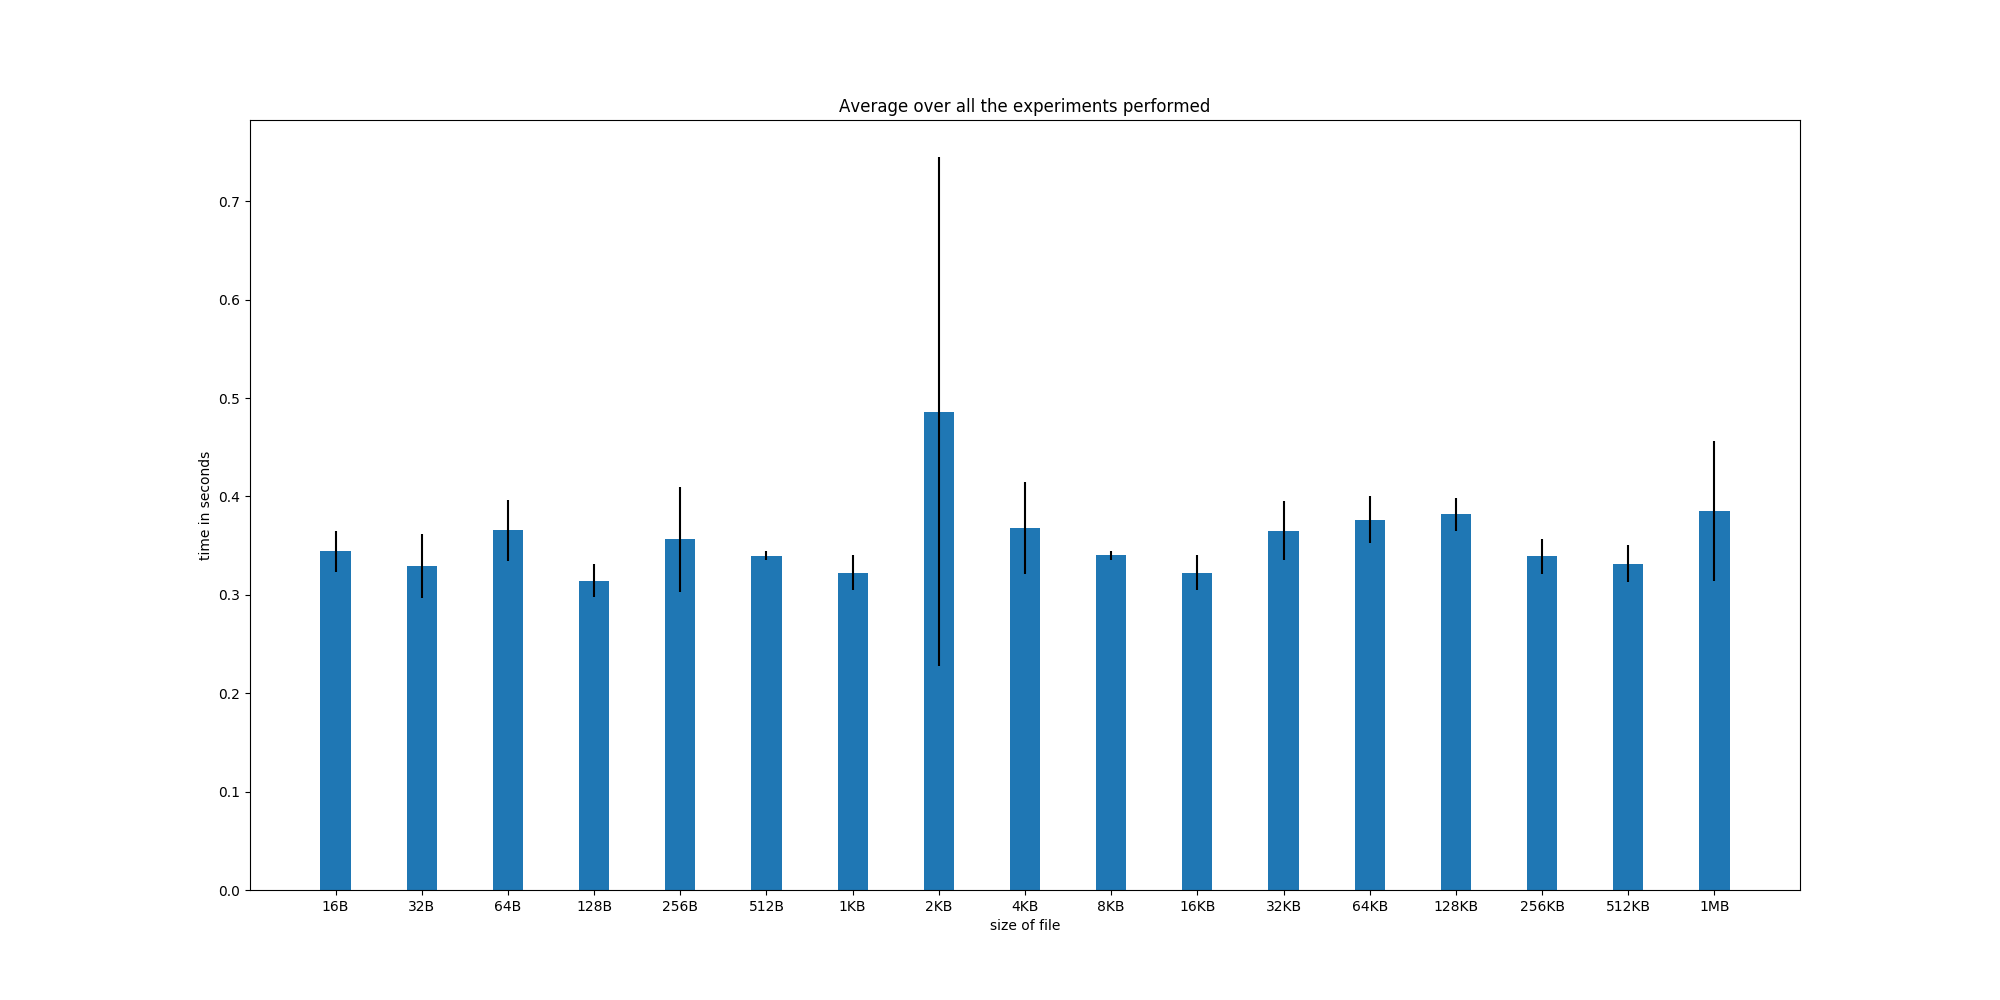 Average over all the experiments performed
time in seconds
0.7
0.6
0.5
0.4
0.3
0.2
0.1
0.0
16B 32B 64B 128B 256B 512B 1KB 2KB 4KB 8KB 16KB 32KB 64KB 128KB 256KB 512KB 1MB
size of file